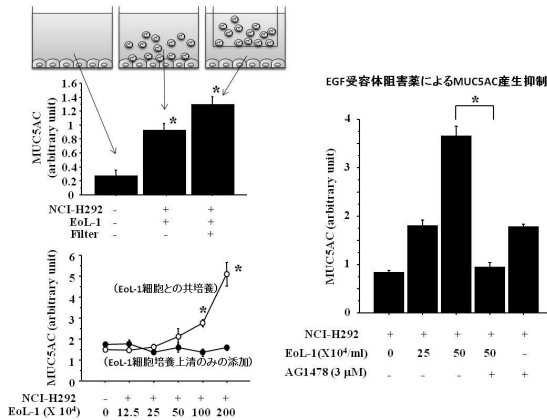 MUC5AC
(arbitrary unit)
1.6
1.4
1.2
1
0.8
0.6
0.4
0.2
0
*
*
NCI-H292 - + +
EoL-1 - + +
Filter - - +
MUC5AC (arbitrary unit)
6
5
4
3
2
1
0
(EoL-1細胞との共培養)
*
*
(EoL-1細胞培養上清のみの添加)
NCI-H292 - + + + + +
EoL-1 (X 10⁴) 0 12.5 25 50 100 200
EGF受容体阻害薬によるMUC5AC産生抑制
*
MUC5AC (arbitrary unit)
4
3
2
1
0
NCI-H292 + + + + +
EoL-1(X10⁴/ml) 0 25 50 50 -
AG1478 (3 μM) - - - + +